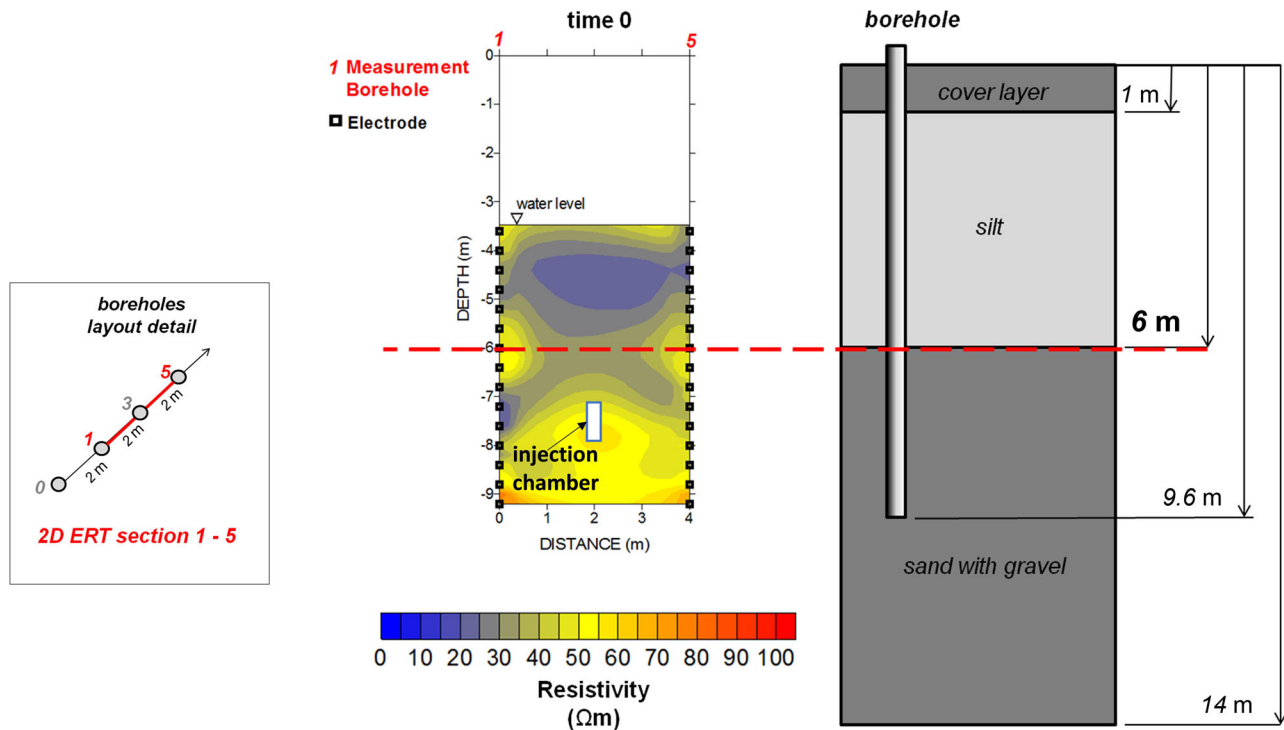 boreholes
layout detail
5
3
2 m
1
2 m
2 m
0
2D ERT section 1 - 5
time 0
1
5
1 Measurement
Borehole
Electrode
0
-1
-2
-3
-4
-5
-6
-7
-8
-9
DEPTH (m)
water level
injection
chamber
0
1
2
3
4
DISTANCE (m)
0 10 20 30 40 50 60 70 80 90 100
Resistivity
(Ωm)
borehole
cover layer
1 m
silt
6 m
9.6 m
sand with gravel
14 m